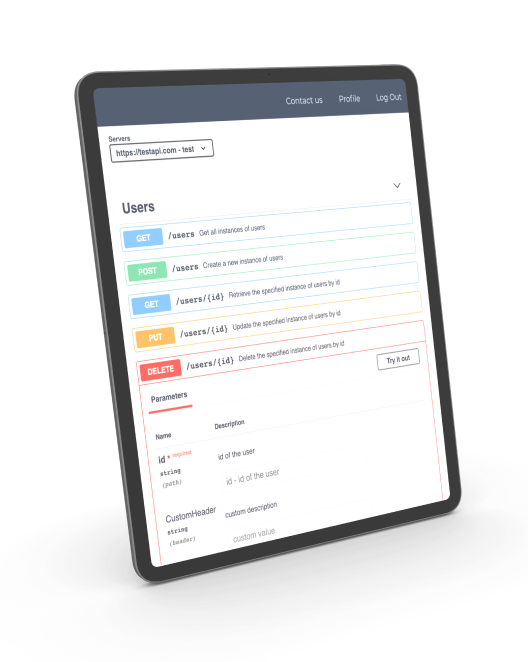 Contact us Profile Log Out
Servers
https://testapi.com - test
Users
GET /users Get all instances of users
POST /users Create a new instance of users
GET /users/{id} Retrieve the specified instance of users by id
PUT /users/{id} Update the specified instance of users by id
DELETE /users/{id} Delete the specified instance of users by id
Parameters Try it out
Name Description
id * required id of the user
string
(path) id - id of the user
CustomHeader custom description
string
(header) custom value